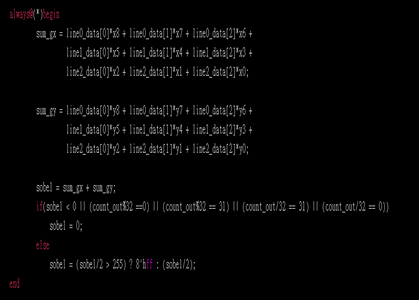 always@(*)begin
sum_gx = line0_data[0]*x8 + line0_data[1]*x7 + line0_data[2]*x6 +
line1_data[0]*x5 + line1_data[1]*x4 + line1_data[2]*x3 +
line2_data[0]*x2 + line2_data[1]*x1 + line2_data[2]*x0;
sum_gy = line0_data[0]*y8 + line0_data[1]*y7 + line0_data[2]*y6 +
line1_data[0]*y5 + line1_data[1]*y4 + line1_data[2]*y3 +
line2_data[0]*y2 + line2_data[1]*y1 + line2_data[2]*y0;
sobel = sum_gx + sum_gy;
if(sobel < 0 || (count_out%32 ==0) || (count_out%32 == 31) || (count_out/32 == 31) || (count_out/32 == 0))
sobel = 0;
else
sobel = (sobel/2 > 255) ? 8'hff : (sobel/2);
end